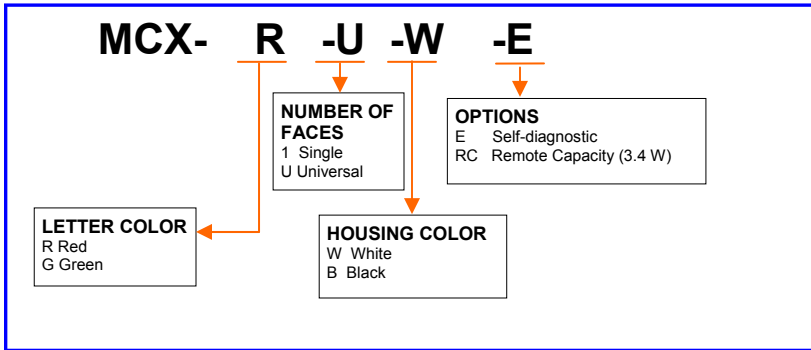 MCX- R -U -W -E
NUMBER OF
FACES
1 Single
U Universal
OPTIONS
E Self-diagnostic
RC Remote Capacity (3.4 W)
LETTER COLOR
R Red
G Green
HOUSING COLOR
W White
B Black